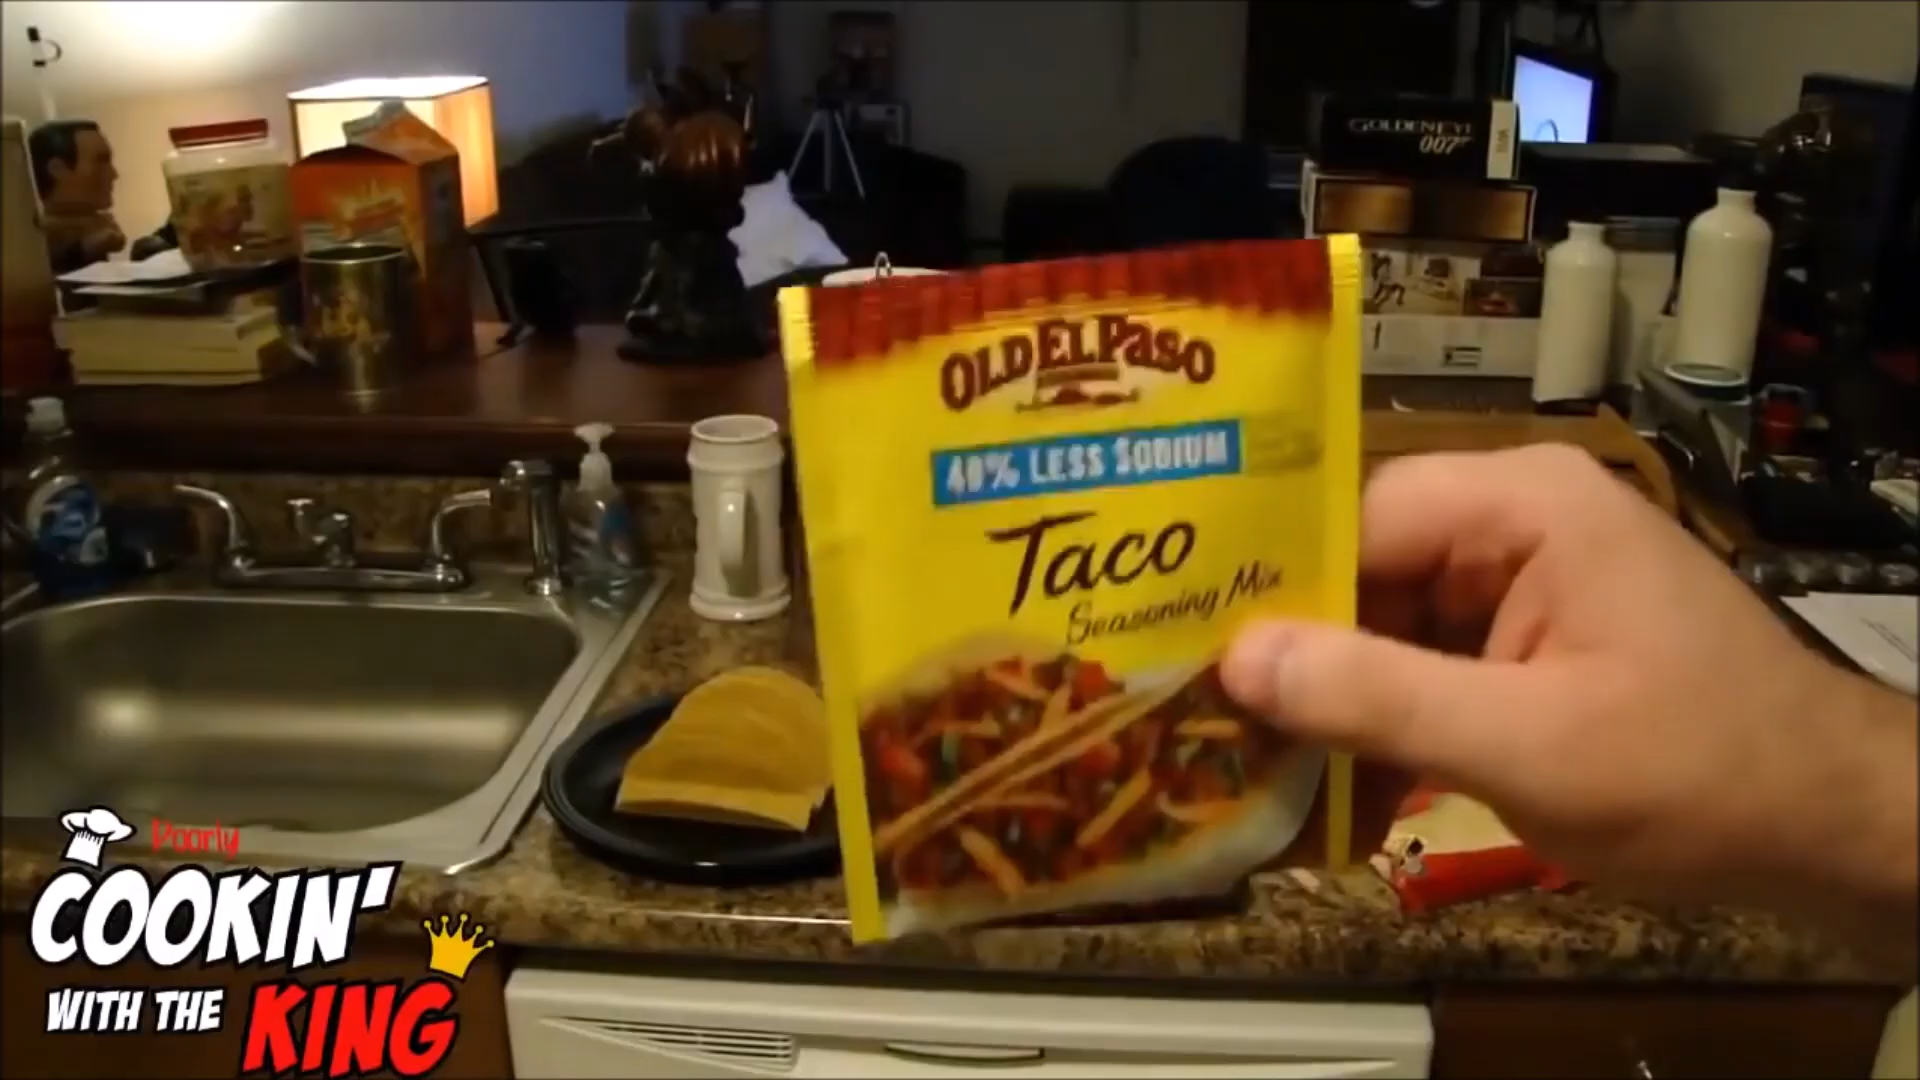 GOLDENEYE
007
OLD EL PASO
40% LESS SODIUM
Taco
Seasoning Mix
Poorly
COOKIN'
WITH THE KING